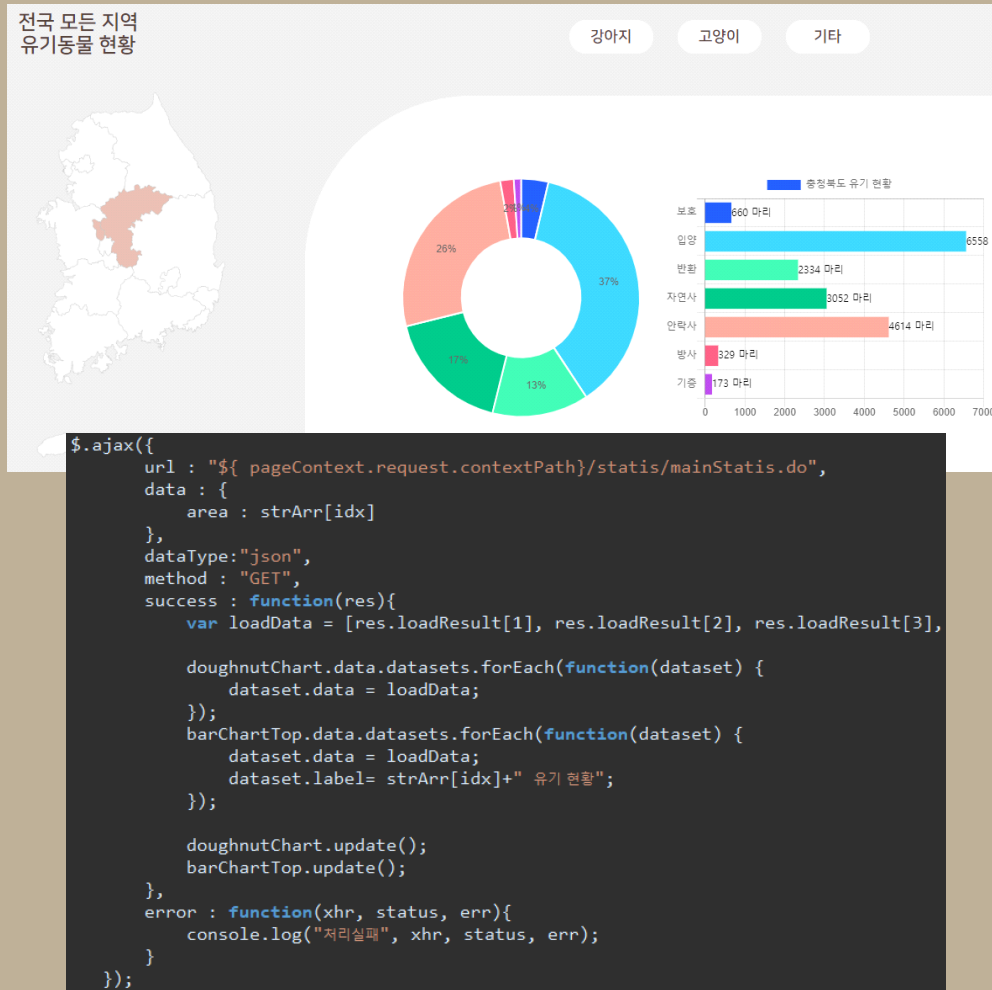 전국 모든 지역
유기동물 현황
강아지
고양이
기타
26%
37%
17%
13%
충청북도 유기 현황
보호
660 마리
입양
6558
반환
2334 마리
자연사
3052 마리
안락사
4614 마리
방사
329 마리
기증
173 마리
0 1000 2000 3000 4000 5000 6000 7000
$.ajax({
url : "${ pageContext.request.contextPath}/statis/mainStatis.do",
data : {
area : strArr[idx]
},
dataType:"json",
method : "GET",
success : function(res){
var loadData = [res.loadResult[1], res.loadResult[2], res.loadResult[3],
doughnutChart.data.datasets.forEach(function(dataset) {
dataset.data = loadData;
});
barChartTop.data.datasets.forEach(function(dataset) {
dataset.data = loadData;
dataset.label= strArr[idx]+" 유기 현황";
});
doughnutChart.update();
barChartTop.update();
},
error : function(xhr, status, err){
console.log("처리실패", xhr, status, err);
}
});